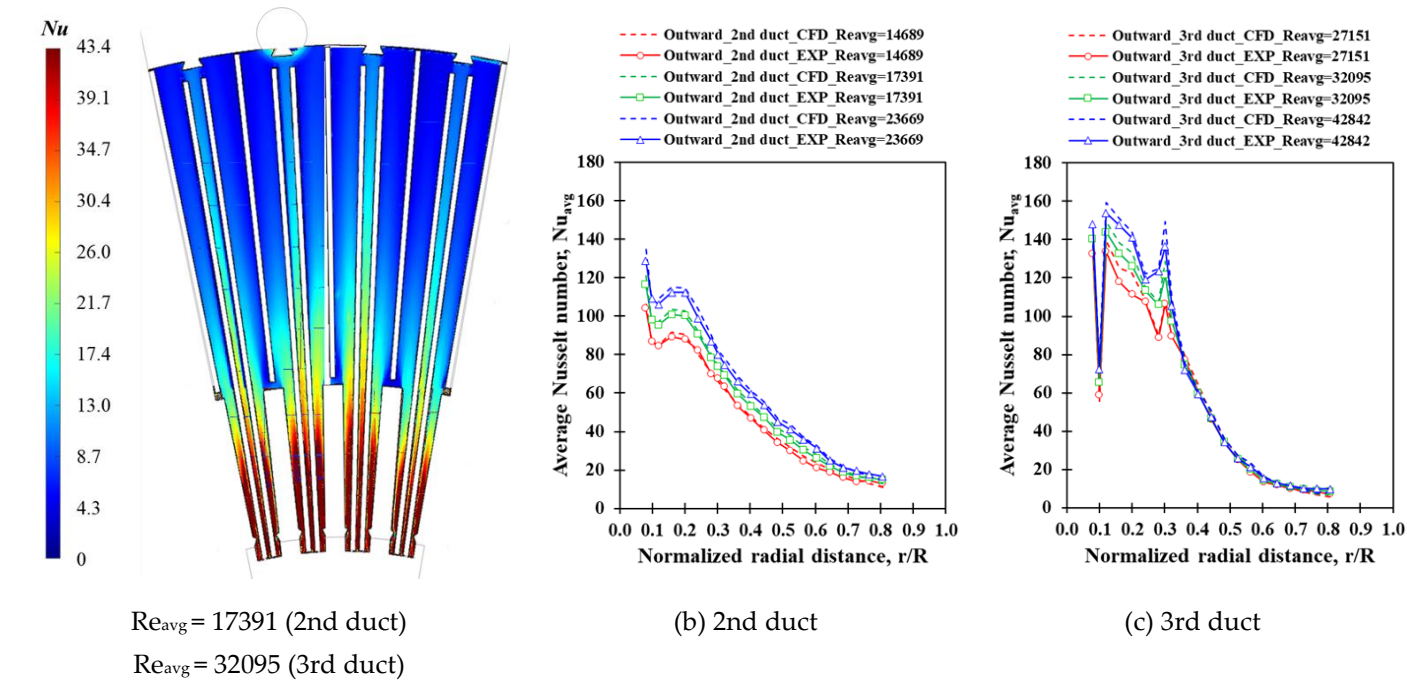 Nu
43.4
39.1
34.7
30.4
26.0
21.7
17.4
13.0
8.7
4.3
0
Reavg = 17391 (2nd duct)
Reavg = 32095 (3rd duct)
Outward_2nd duct_CFD_Reavg=14689
Outward_2nd duct_EXP_Reavg=14689
Outward_2nd duct_CFD_Reavg=17391
Outward_2nd duct_EXP_Reavg=17391
Outward_2nd duct_CFD_Reavg=23669
Outward_2nd duct_EXP_Reavg=23669
Average Nusselt number, Nuavg
180
160
140
120
100
80
60
40
20
0
0.0 0.1 0.2 0.3 0.4 0.5 0.6 0.7 0.8 0.9 1.0
Normalized radial distance, r/R
(b) 2nd duct
Outward_3rd duct_CFD_Reavg=27151
Outward_3rd duct_EXP_Reavg=27151
Outward_3rd duct_CFD_Reavg=32095
Outward_3rd duct_EXP_Reavg=32095
Outward_3rd duct_CFD_Reavg=42842
Outward_3rd duct_EXP_Reavg=42842
Average Nusselt number, Nuavg
180
160
140
120
100
80
60
40
20
0
0.0 0.1 0.2 0.3 0.4 0.5 0.6 0.7 0.8 0.9 1.0
Normalized radial distance, r/R
(c) 3rd duct